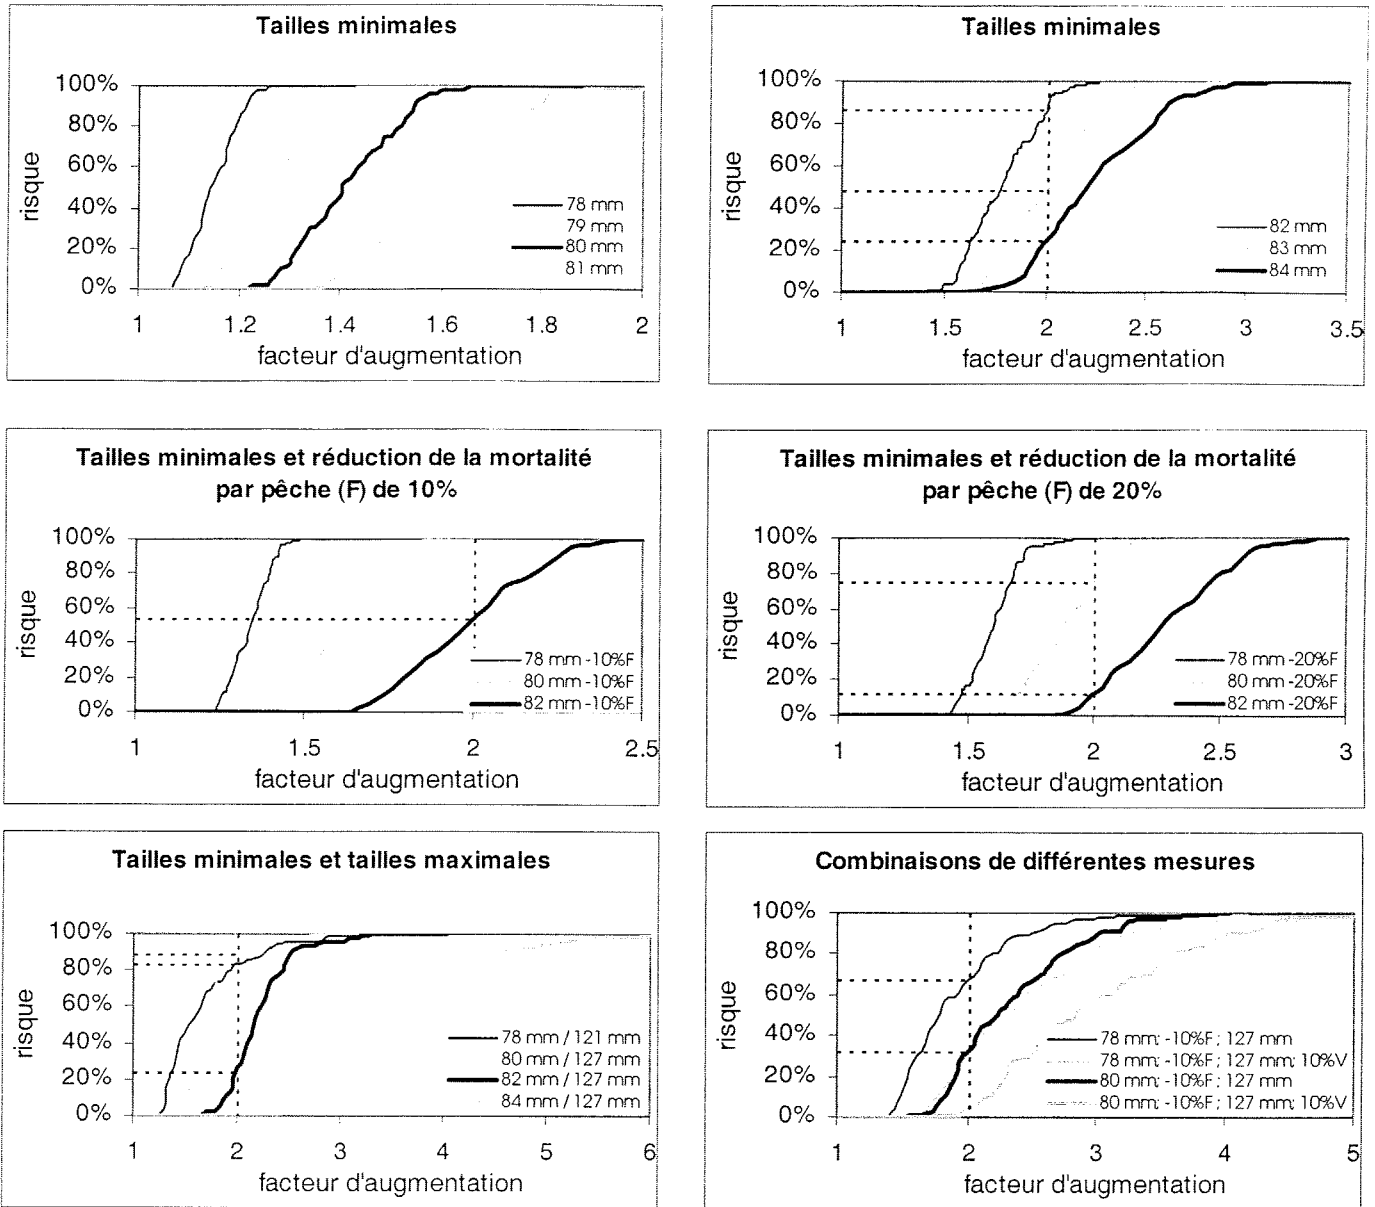 Tailles minimales
100%
80%
60%
40%
20%
0%
risque
78 mm
79 mm
80 mm
81 mm
1 1.2 1.4 1.6 1.8 2
facteur d'augmentation
Tailles minimales
100%
80%
60%
40%
20%
0%
risque
82 mm
83 mm
84 mm
1 1.5 2 2.5 3 3.5
facteur d'augmentation
Tailles minimales et réduction de la mortalité
par pêche (F) de 10%
100%
80%
60%
40%
20%
0%
risque
78 mm -10%F
80 mm -10%F
82 mm -10%F
1 1.5 2 2.5
facteur d'augmentation
Tailles minimales et réduction de la mortalité
par pêche (F) de 20%
100%
80%
60%
40%
20%
0%
risque
78 mm -20%F
80 mm -20%F
82 mm -20%F
1 1.5 2 2.5 3
facteur d'augmentation
Tailles minimales et tailles maximales
100%
80%
60%
40%
20%
0%
risque
78 mm / 121 mm
80 mm / 127 mm
82 mm / 127 mm
84 mm / 127 mm
1 2 3 4 5 6
facteur d'augmentation
Combinaisons de différentes mesures
100%
80%
60%
40%
20%
0%
risque
78 mm; -10%F ; 127 mm
78 mm; -10%F ; 127 mm; 10%V
80 mm; -10%F ; 127 mm
80 mm; -10%F ; 127 mm; 10%V
1 2 3 4 5
facteur d'augmentation